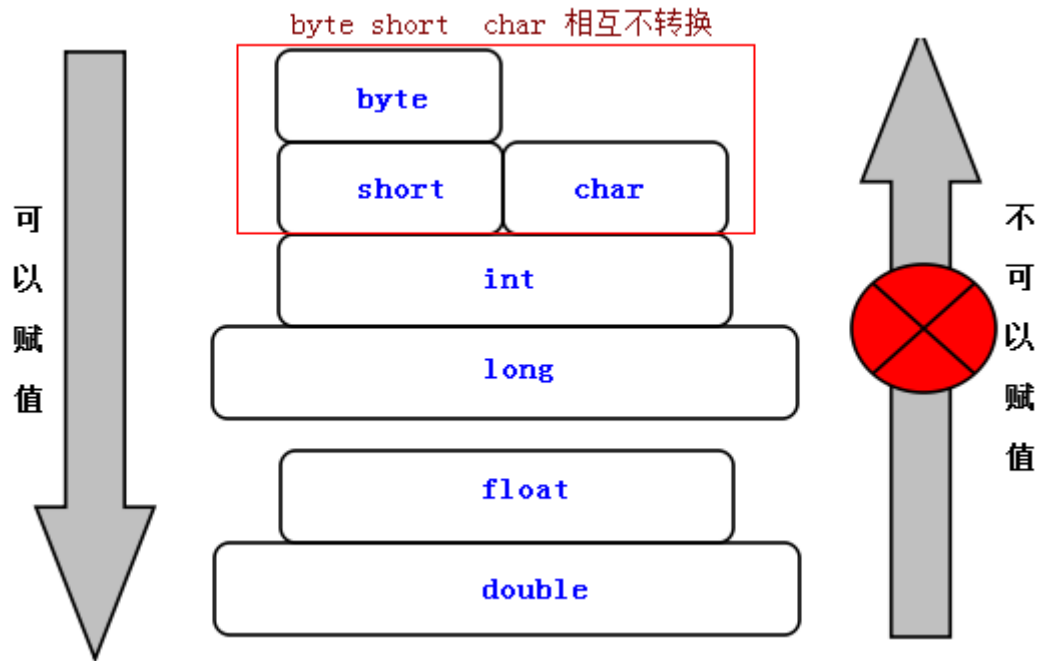 byte short char 相互不转换
byte
short
char
int
long
float
double
可以赋值
不可以赋值